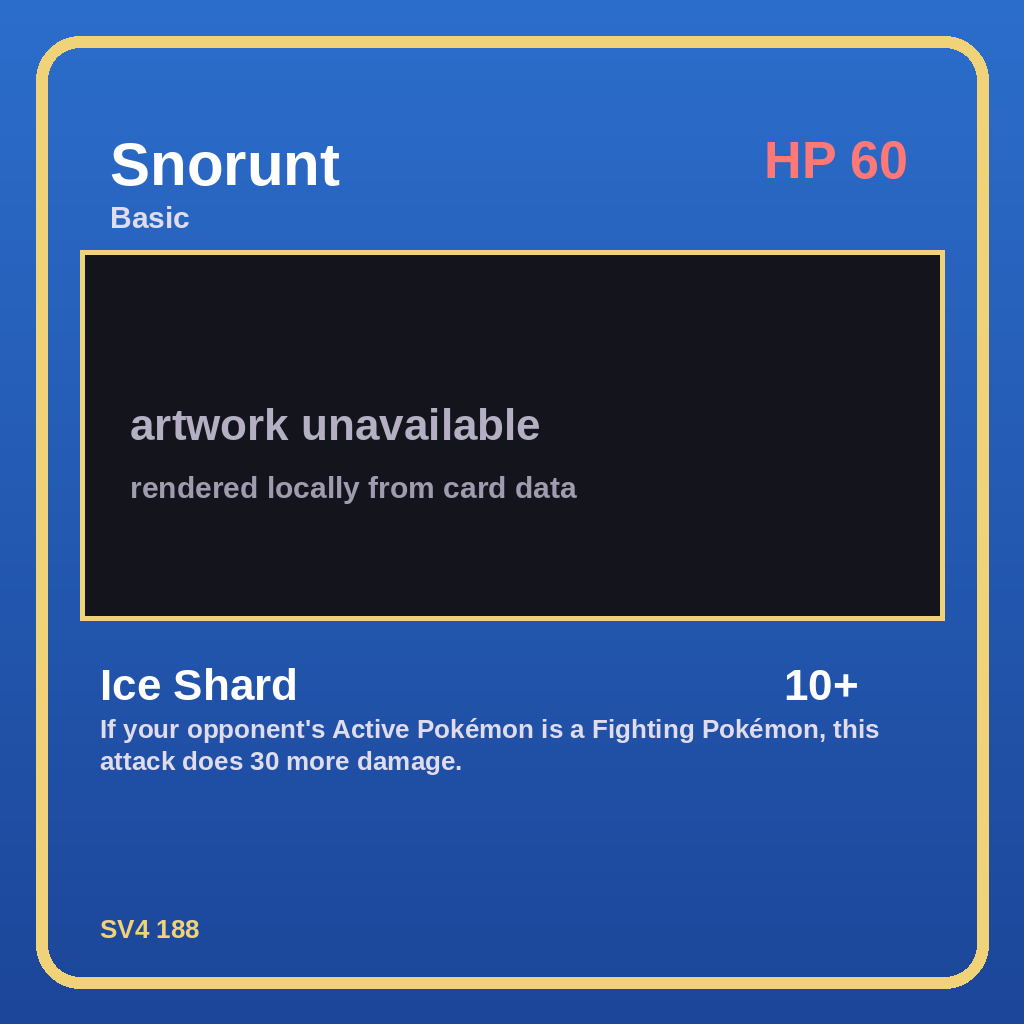 Snorunt
HP 60
Basic
artwork unavailable
rendered locally from card data
Ice Shard
10+
If your opponent's Active Pokémon is a Fighting Pokémon, this
attack does 30 more damage.
SV4 188